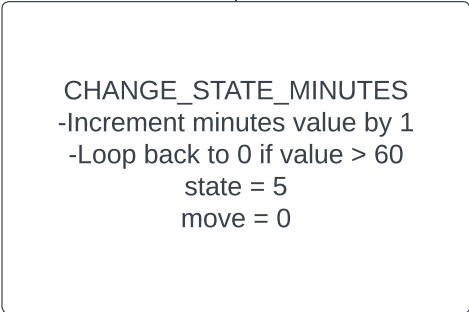 CHANGE_STATE_MINUTES
-Increment minutes value by 1
-Loop back to 0 if value > 60
state = 5
move = 0